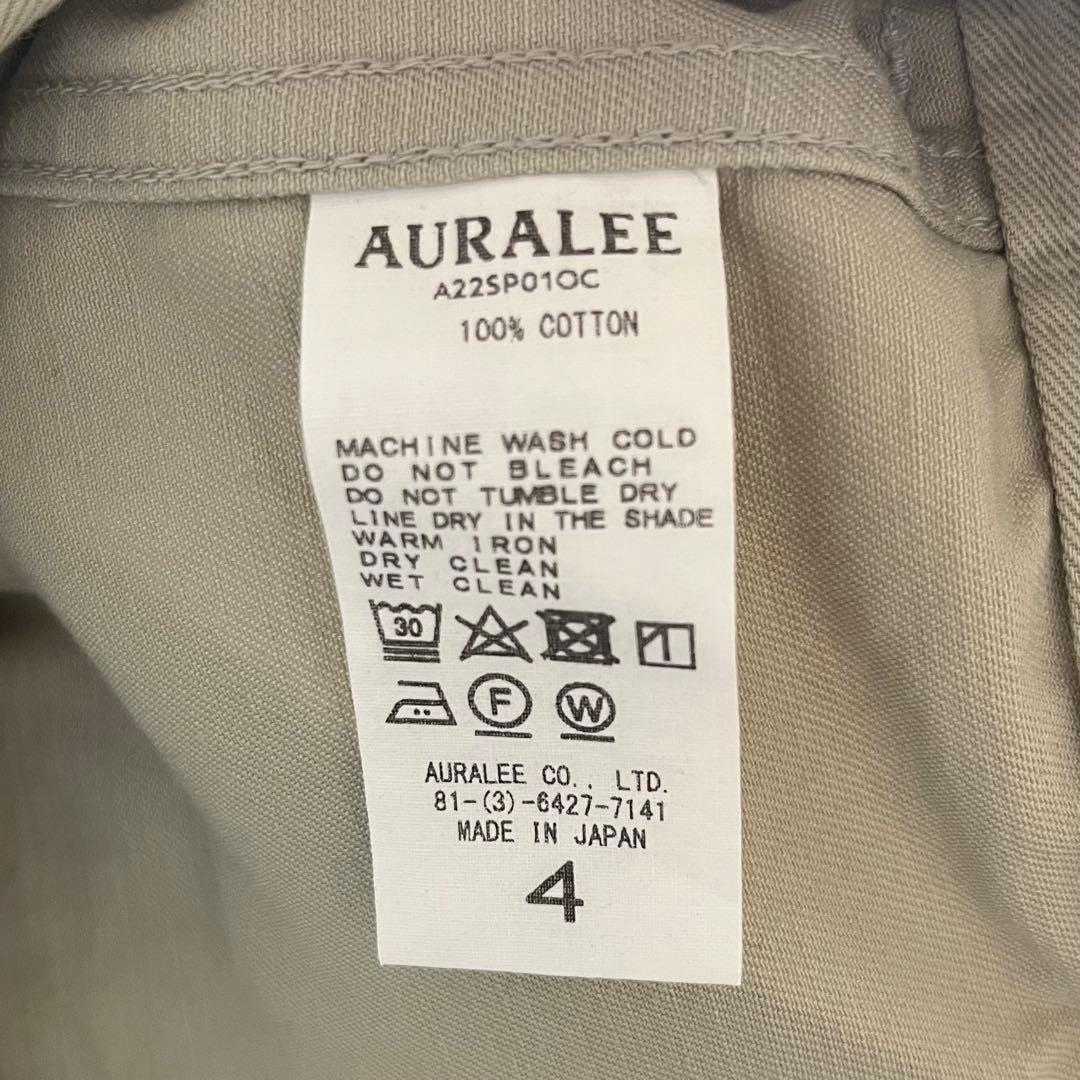 AURALEE
A22SP01OC
100% COTTON
MACHINE WASH COLD
DO NOT BLEACH
DO NOT TUMBLE DRY
LINE DRY IN THE SHADE
WARM IRON
DRY CLEAN
WET CLEAN
30
F W
AURALEE CO., LTD.
81-(3)-6427-7141
MADE IN JAPAN
4